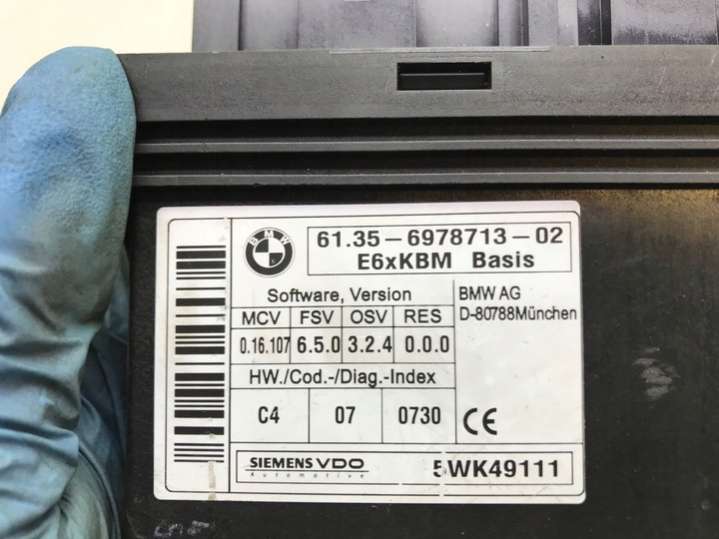 BMW
61.35-6978713-02
E6xKBM Basis
Software, Version
BMW AG
D-80788München
MCV FSV OSV RES
0.16.107 6.5.0 3.2.4 0.0.0
HW./Cod.-/Diag.-Index
C4 07 0730 CE
SIEMENS VDO
Automotive
5WK49111